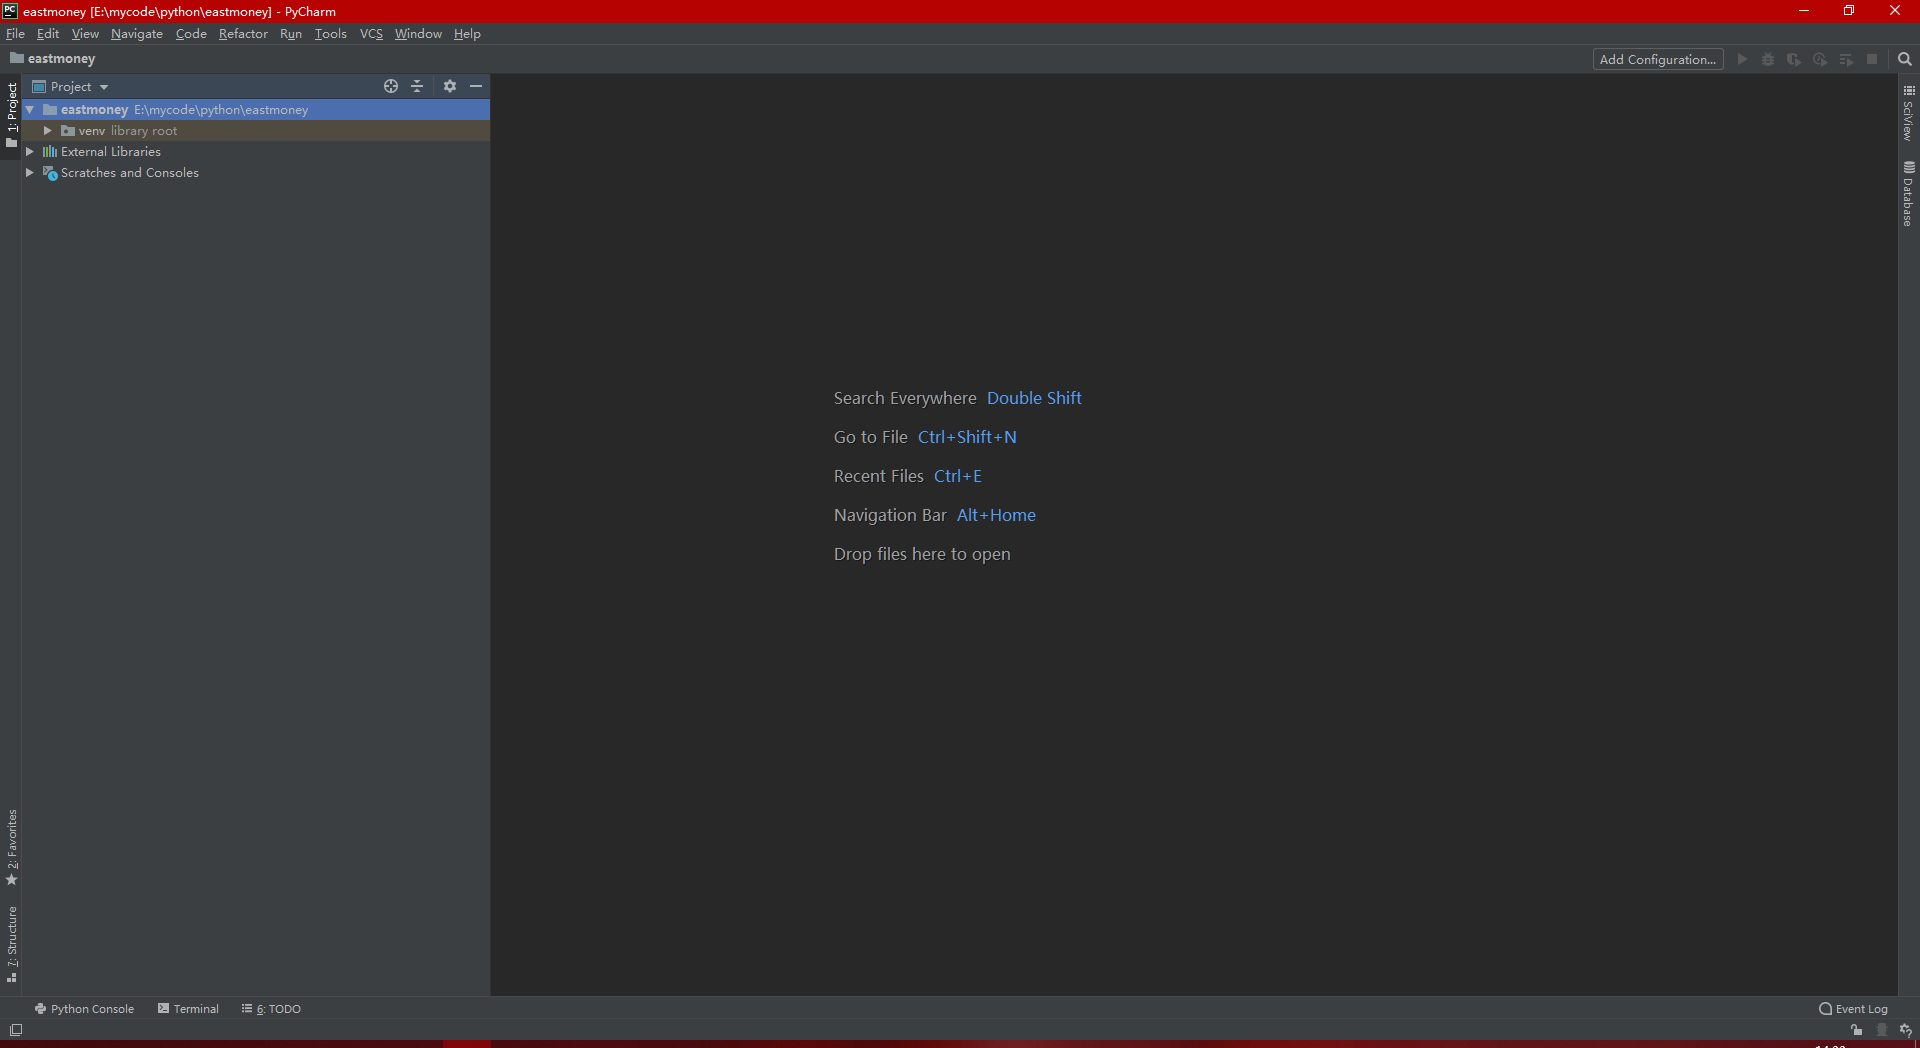 PC eastmoney [E:\mycode\python\eastmoney] - PyCharm
File Edit View Navigate Code Refactor Run Tools VCS Window Help
eastmoney
Add Configuration...
Project
eastmoney E:\mycode\python\eastmoney
venv library root
External Libraries
Scratches and Consoles
1: Project
2: Favorites
7: Structure
Search Everywhere Double Shift
Go to File Ctrl+Shift+N
Recent Files Ctrl+E
Navigation Bar Alt+Home
Drop files here to open
SciView
Database
Python Console Terminal 6: TODO
Event Log